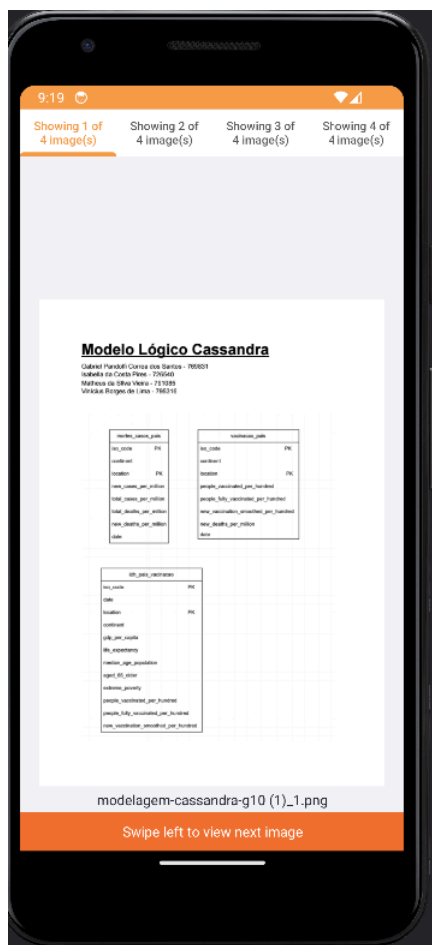 9:19
Showing 1 of
4 image(s)
Showing 2 of
4 image(s)
Showing 3 of
4 image(s)
Showing 4 of
4 image(s)
Modelo Lógico Cassandra
Gabriel Pandolfi Correa dos Santos -
Isabella da Costa Pires -
Matheus da Silva Vieira -
Vinicius Borges de Lima -
mortes_casos_pais
iso_code PK
continent
location PK
new_cases_per_million
total_cases_per_million
total_deaths_per_million
new_deaths_per_million
date
vacinacao_pais
iso_code PK
continent
location PK
people_vaccinated_per_hundred
people_fully_vaccinated_per_hundred
new_vaccination_smoothed_per_hundred
new_deaths_per_million
date
idh_pais_vacinacao
iso_code PK
date
location PK
continent
gdp_per_capita
life_expectancy
median_age_population
aged_65_older
extreme_poverty
people_vaccinated_per_hundred
people_fully_vaccinated_per_hundred
new_vaccination_smoothed_per_hundred
modelagem-cassandra-g10 (1)_1.png
Swipe left to view next image